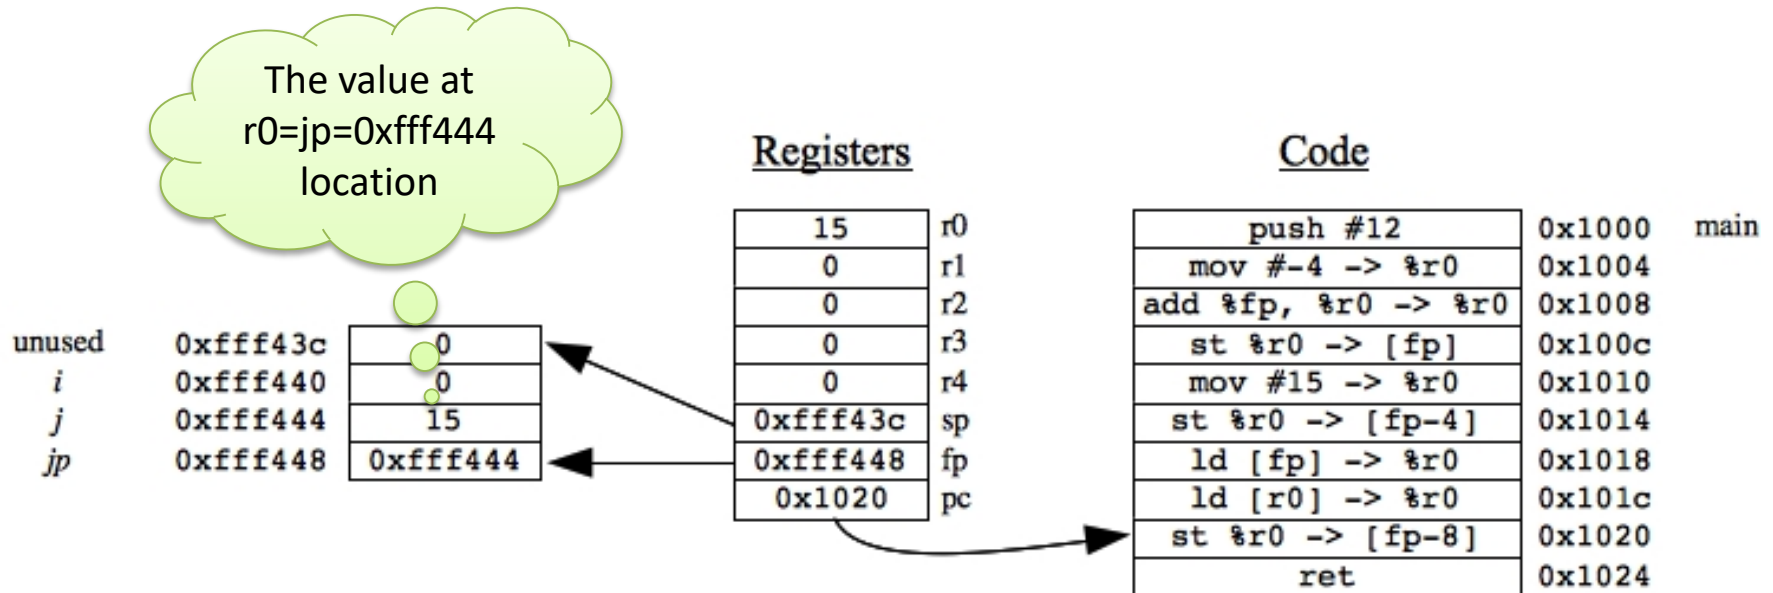 The value at
r0=jp=0xfff444
location
Registers
Code
15 r0
0 r1
0 r2
0 r3
0 r4
0xfff43c sp
0xfff448 fp
0x1020 pc
unused 0xfff43c 0
i 0xfff440 0
j 0xfff444 15
jp 0xfff448 0xfff444
push #12 0x1000 main
mov #-4 -> %r0 0x1004
add %fp, %r0 -> %r0 0x1008
st %r0 -> [fp] 0x100c
mov #15 -> %r0 0x1010
st %r0 -> [fp-4] 0x1014
ld [fp] -> %r0 0x1018
ld [r0] -> %r0 0x101c
st %r0 -> [fp-8] 0x1020
ret 0x1024